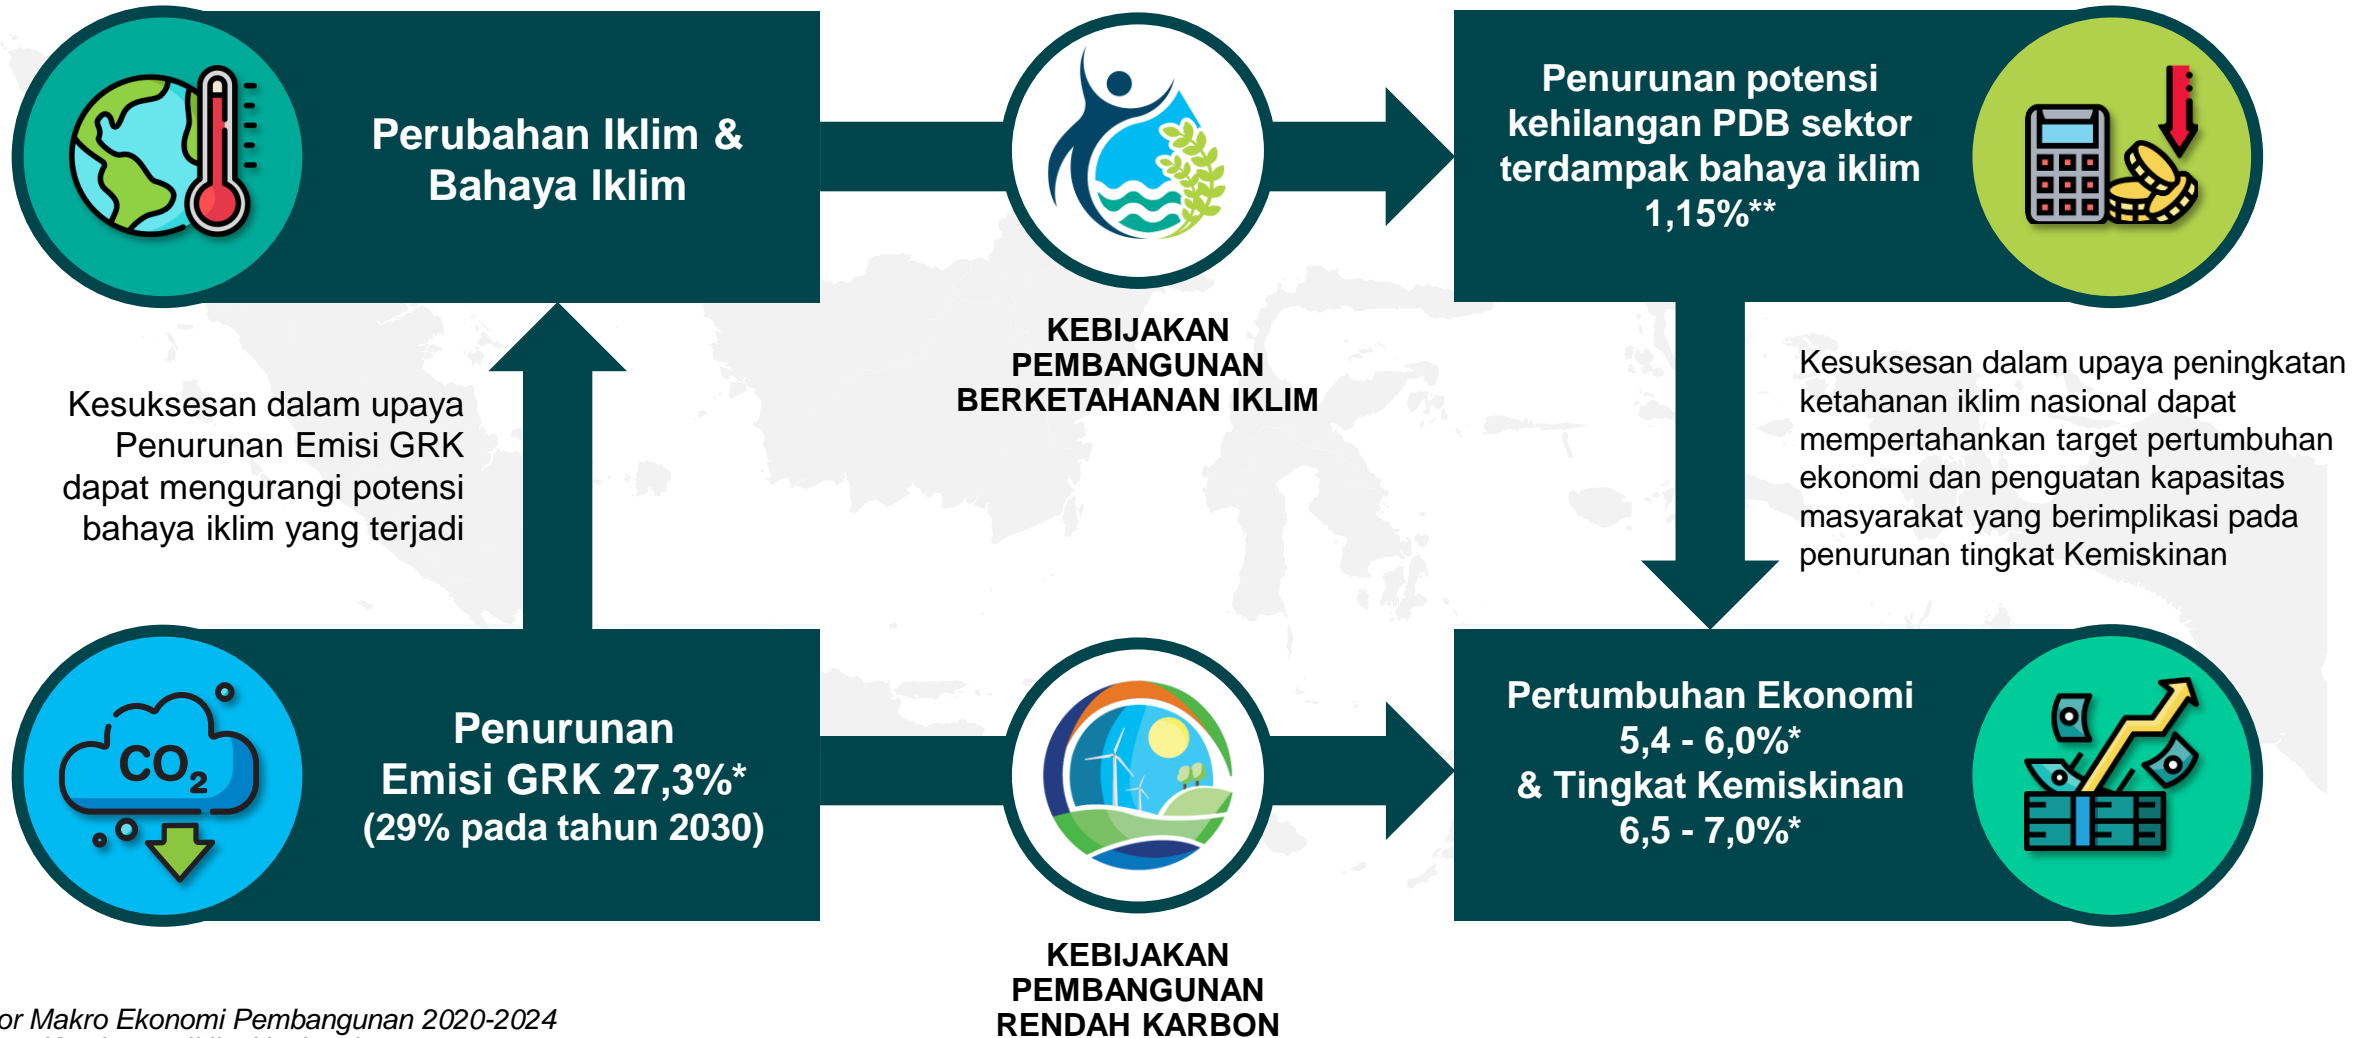 Perubahan Iklim &
Bahaya Iklim
KEBIJAKAN
PEMBANGUNAN
BERKETAHANAN IKLIM
Penurunan potensi
kehilangan PDB sektor
terdampak bahaya iklim
1,15%**
Kesuksesan dalam upaya
Penurunan Emisi GRK
dapat mengurangi potensi
bahaya iklim yang terjadi
Kesuksesan dalam upaya peningkatan
ketahanan iklim nasional dapat
mempertahankan target pertumbuhan
ekonomi dan penguatan kapasitas
masyarakat yang berimplikasi pada
penurunan tingkat Kemiskinan
CO2
Penurunan
Emisi GRK 27,3%*
(29% pada tahun 2030)
KEBIJAKAN
PEMBANGUNAN
RENDAH KARBON
Pertumbuhan Ekonomi
5,4 - 6,0%*
& Tingkat Kemiskinan
6,5 - 7,0%*
or Makro Ekonomi Pembangunan 2020-2024